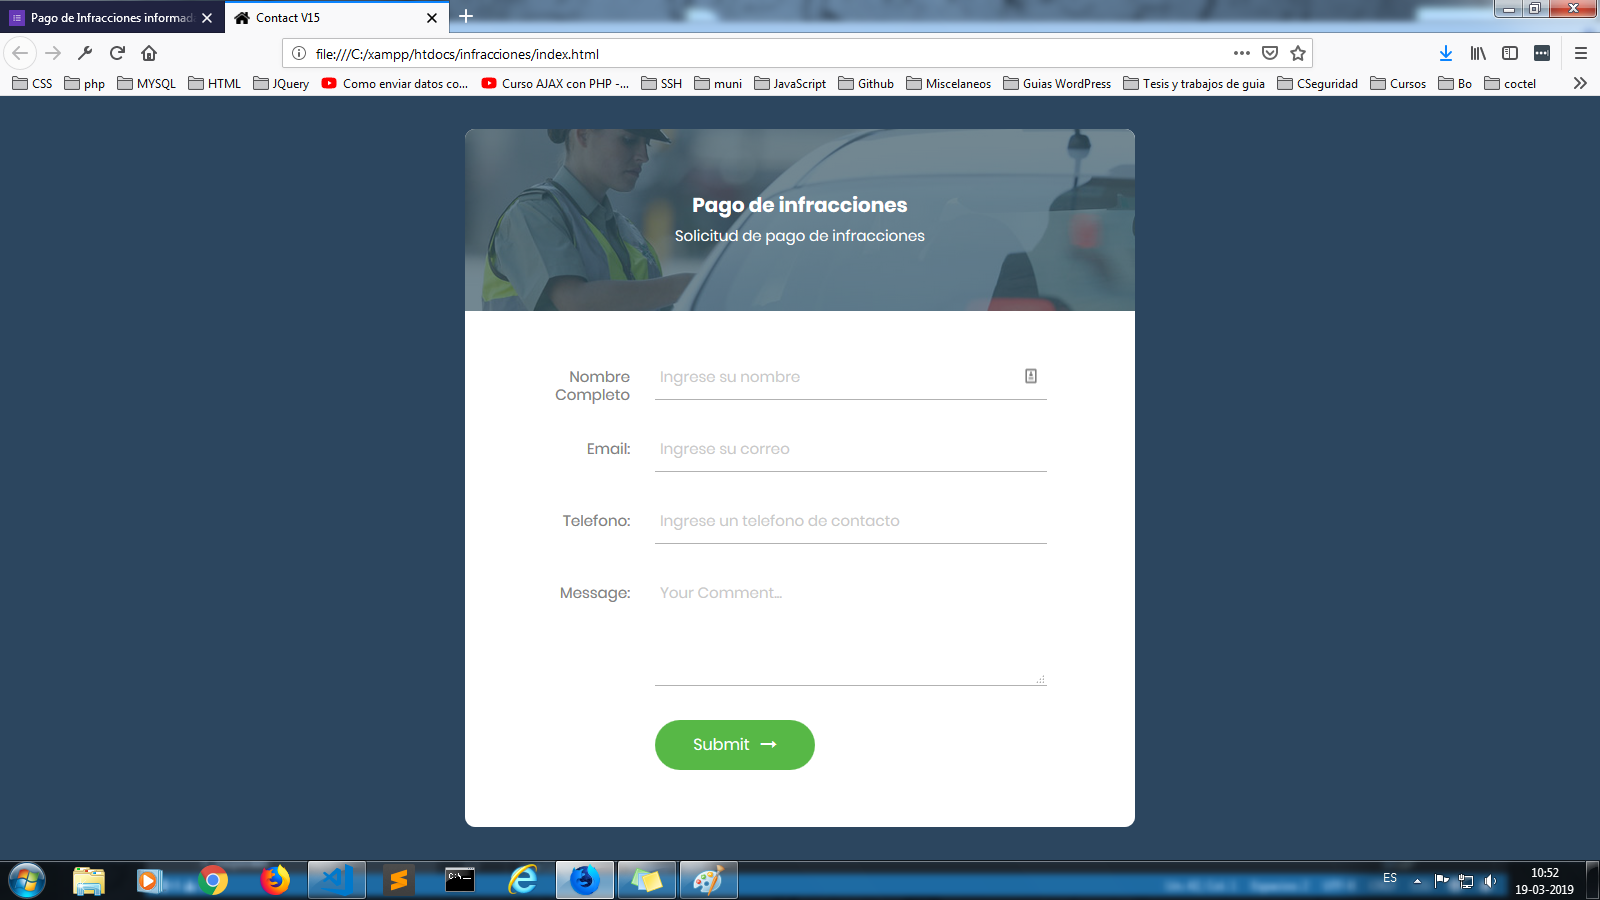 Pago de Infracciones informad
Contact V15
file:///C:/xampp/htdocs/infracciones/index.html
CSS php MYSQL HTML JQuery Como enviar datos co... Curso AJAX con PHP -... SSH muni JavaScript Github Miscelaneos Guias WordPress Tesis y trabajos de guia CSeguridad Cursos Bo coctel
Pago de infracciones
Solicitud de pago de infracciones
Nombre Completo
Ingrese su nombre
Email:
Ingrese su correo
Telefono:
Ingrese un telefono de contacto
Message:
Your Comment...
Submit
ES
10:52
19-03-2019